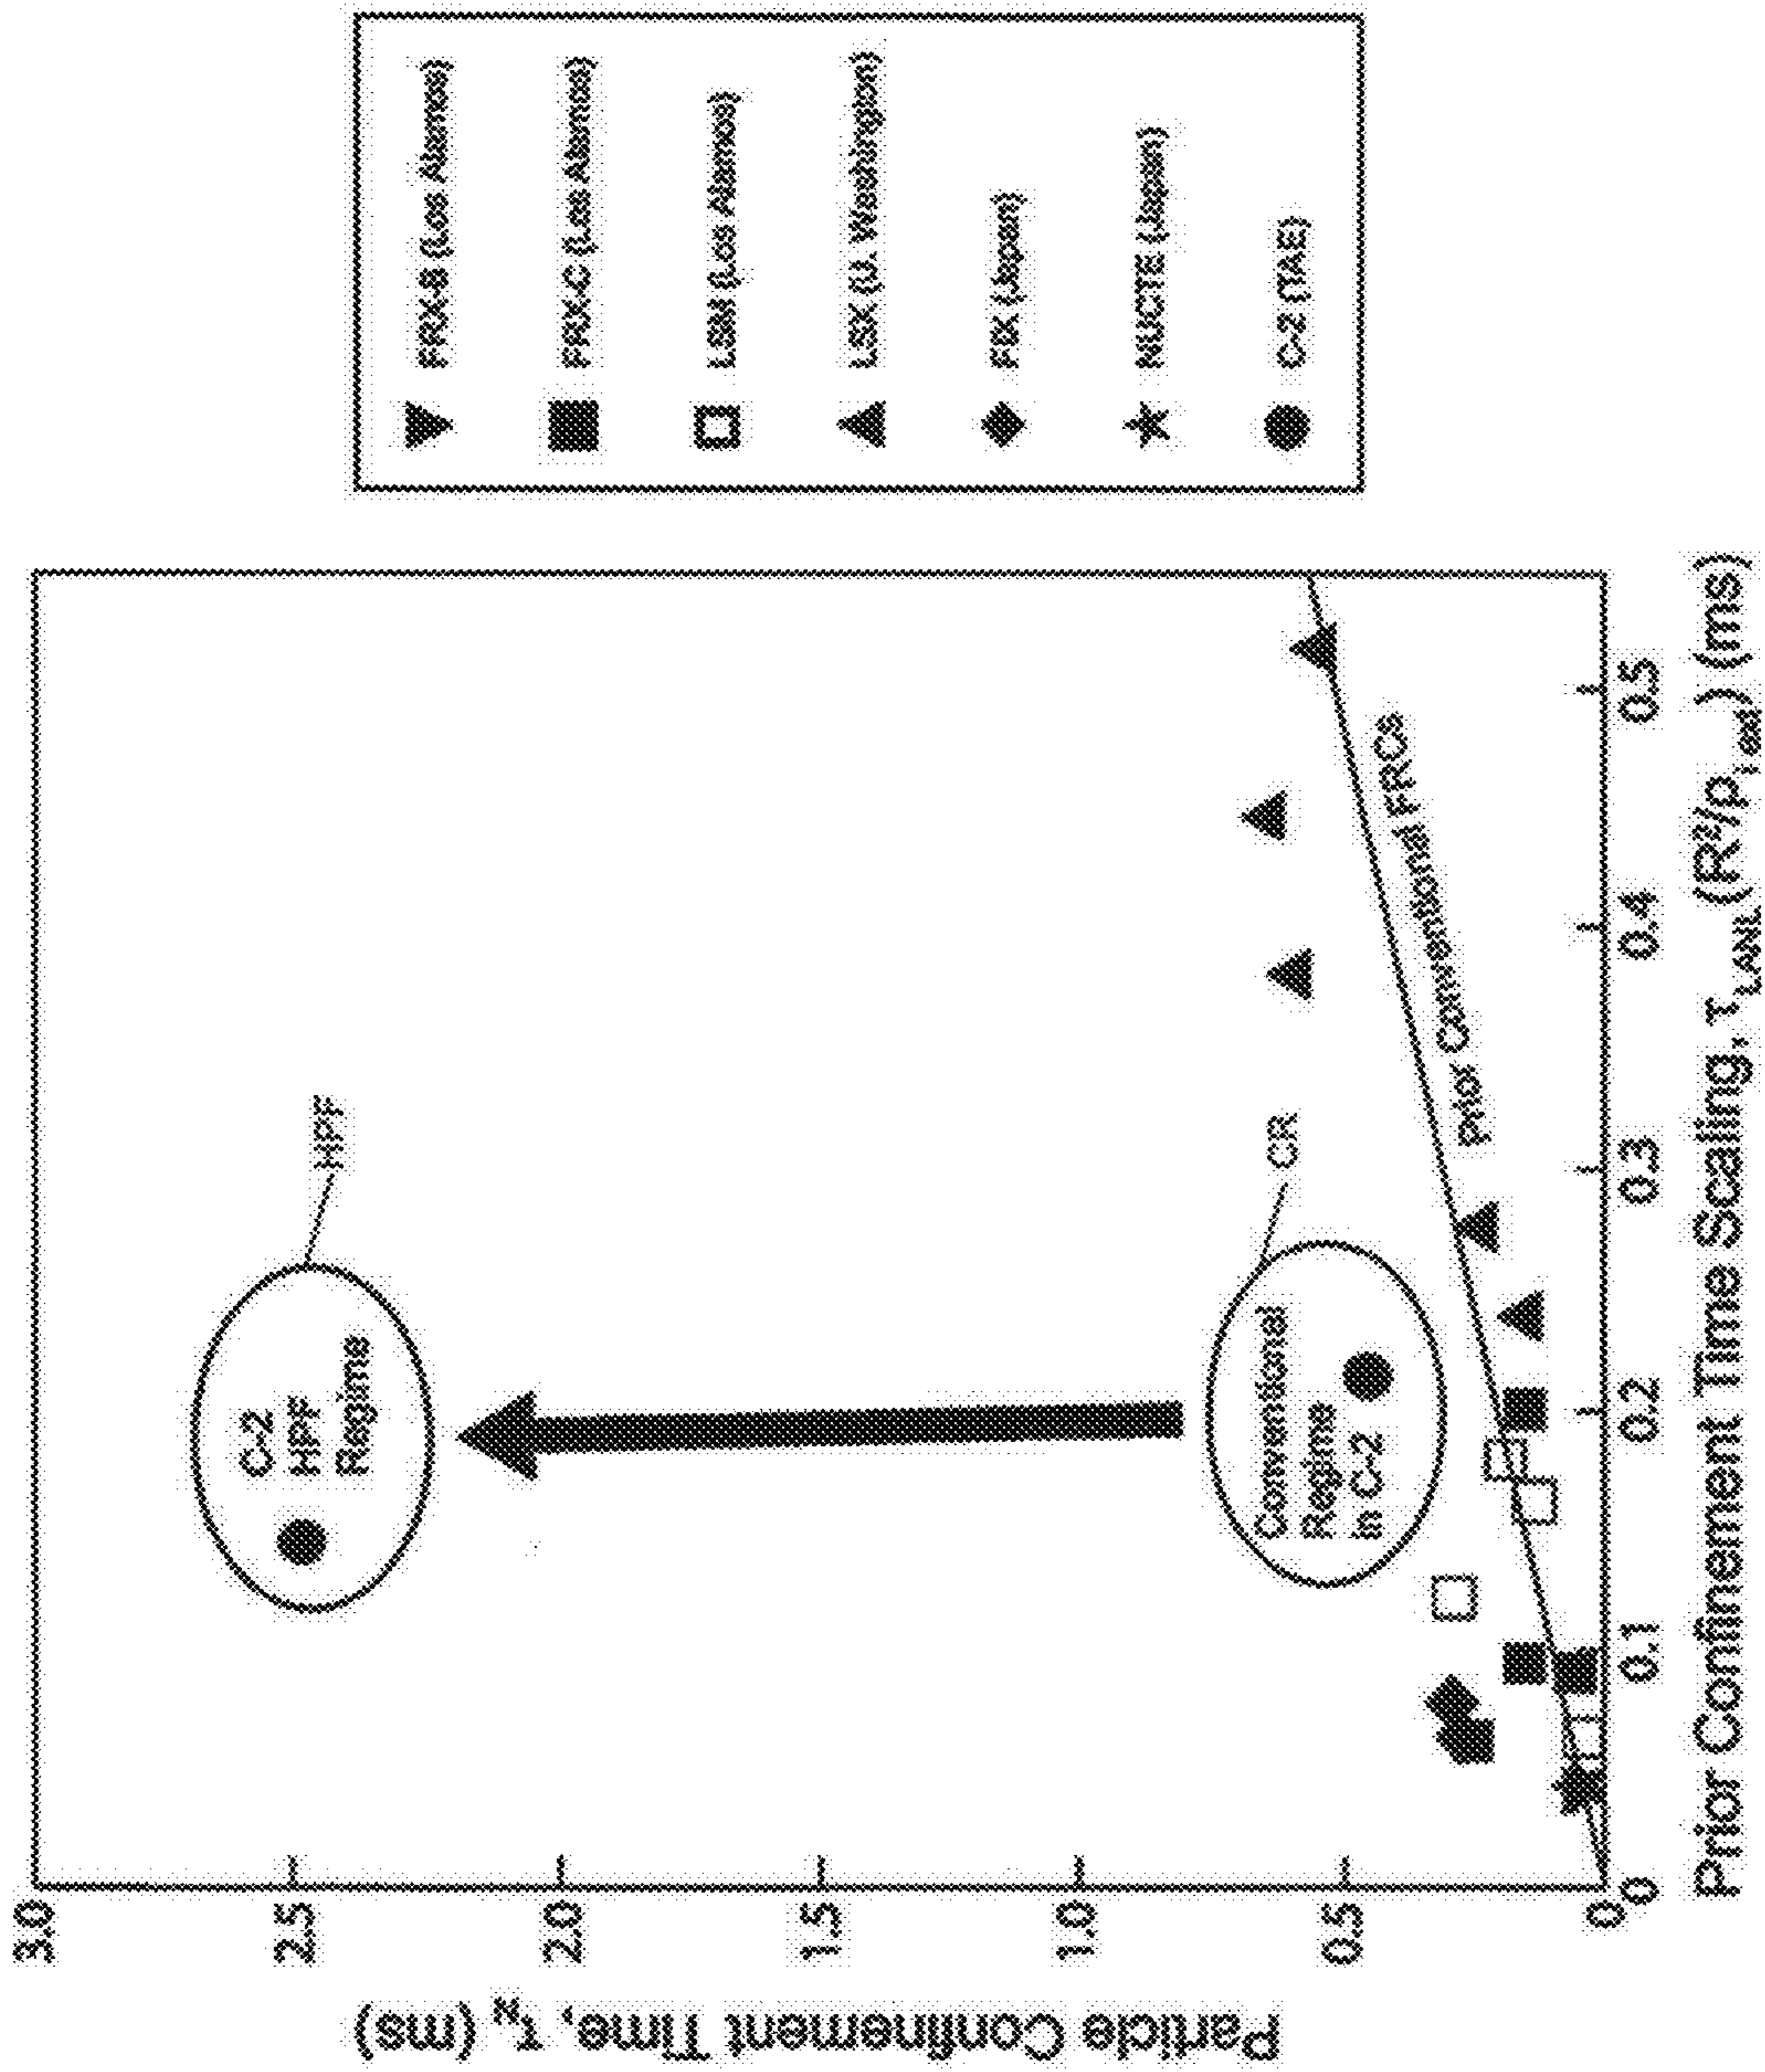 Particle Confinement Time, τN (ms)
3.0
2.5
2.0
1.5
1.0
0.5
0
C-2
HPF
Regime
HPF
Conventional
Regime
in C-2
CR
Prior Conventional FRCs
0
0.1
0.2
0.3
0.4
0.5
Prior Confinement Time Scaling, τLANL (R²/ρi ext) (ms)
FRX-B (Los Alamos)
FRX-C (Los Alamos)
LSM (Los Alamos)
LSX (U. Washington)
FIX (Japan)
NUCTE (Japan)
C-2 (TAE)